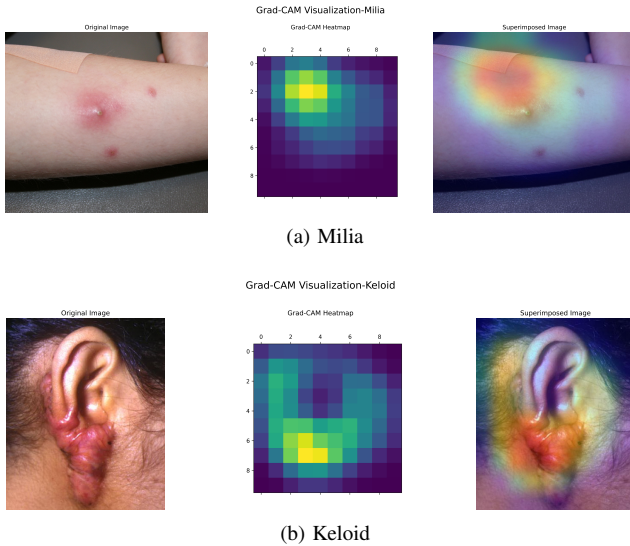 Grad-CAM Visualization-Milia
Original Image
Grad-CAM Heatmap
Superimposed Image
0 2 4 6 8
0
2
4
6
8
(a) Milia
Grad-CAM Visualization-Keloid
Original Image
Grad-CAM Heatmap
Superimposed Image
0 2 4 6 8
0
2
4
6
8
(b) Keloid